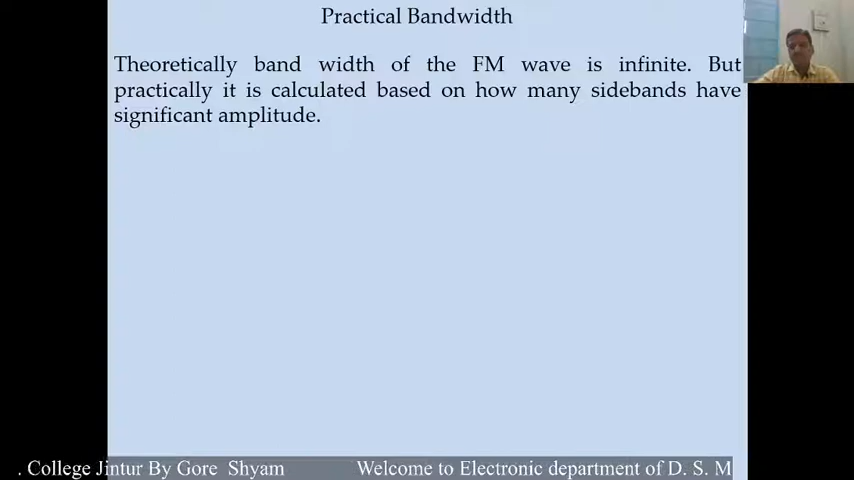 Practical Bandwidth
Theoretically band width of the FM wave is infinite. But
practically it is calculated based on how many sidebands have
significant amplitude.
. College Jintur By Gore Shyam Welcome to Electronic department of D. S. M